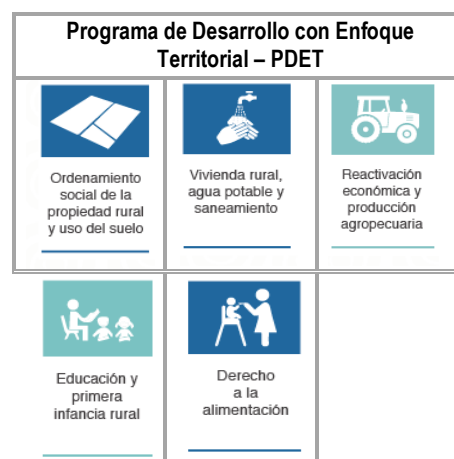 Programa de Desarrollo con Enfoque
Territorial – PDET
Ordenamiento
social de la
propiedad rural
y uso del suelo
Vivienda rural,
agua potable y
saneamiento
Reactivación
económica y
producción
agropecuaria
Educación y
primera
infancia rural
Derecho
a la
alimentación